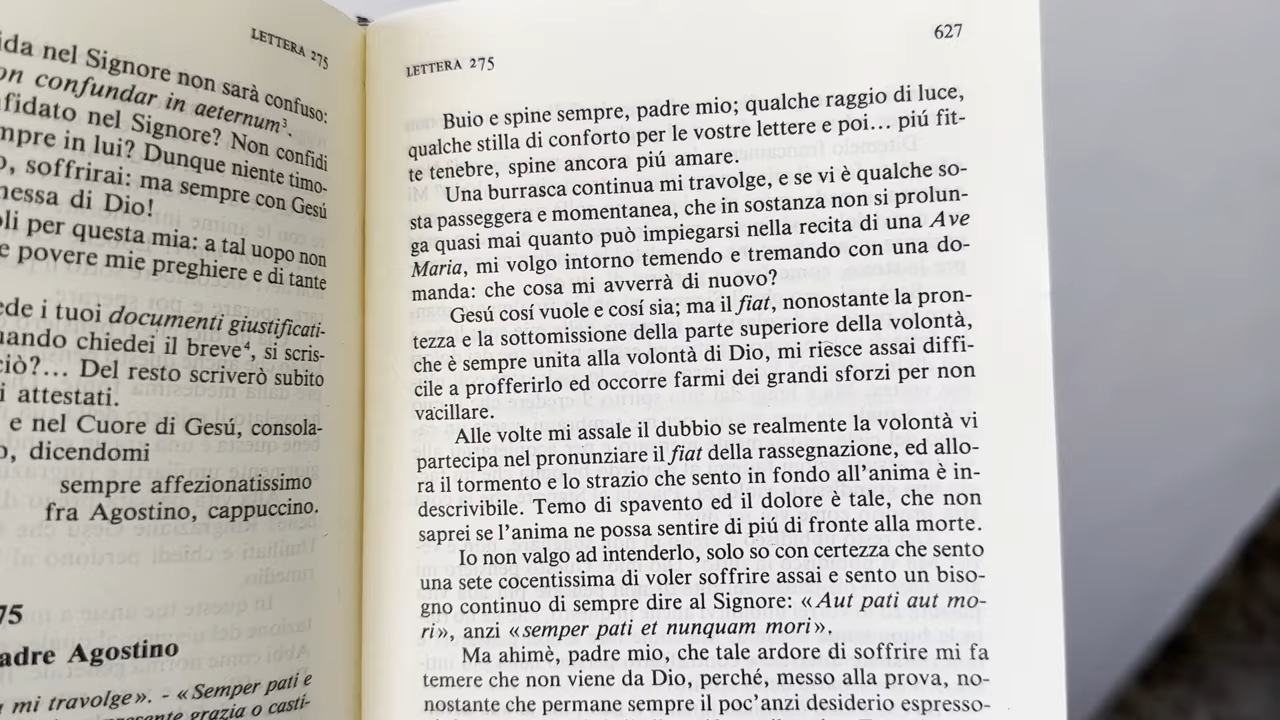 LETTERA 275
ida nel Signore non sarà confuso:
on confundar in aeternum³.
fidato nel Signore? Non confidi
mpre in lui? Dunque niente timo-
o, soffrirai: ma sempre con Gesú
messa di Dio!
oli per questa mia: a tal uopo non
e povere mie preghiere e di tante
ede i tuoi documenti giustificati-
uando chiedei il breve⁴, si scris-
ciò?... Del resto scriverò subito
i attestati.
e nel Cuore di Gesú, consola-
o, dicendomi
sempre affezionatissimo
fra Agostino, cappuccino.
75
adre Agostino
mi travolge». - «Semper pati e
grazia o casti-
LETTERA 275
627
Buio e spine sempre, padre mio; qualche raggio di luce,
qualche stilla di conforto per le vostre lettere e poi... piú fit-
te tenebre, spine ancora piú amare.
Una burrasca continua mi travolge, e se vi è qualche so-
sta passeggera e momentanea, che in sostanza non si prolun-
ga quasi mai quanto può impiegarsi nella recita di una Ave
Maria, mi volgo intorno temendo e tremando con una do-
manda: che cosa mi avverrà di nuovo?
Gesú cosí vuole e cosí sia; ma il fiat, nonostante la pron-
tezza e la sottomissione della parte superiore della volontà,
che è sempre unita alla volontà di Dio, mi riesce assai diffi-
cile a profferirlo ed occorre farmi dei grandi sforzi per non
vacillare.
Alle volte mi assale il dubbio se realmente la volontà vi
partecipa nel pronunziare il fiat della rassegnazione, ed allo-
ra il tormento e lo strazio che sento in fondo all'anima è in-
descrivibile. Temo di spavento ed il dolore è tale, che non
saprei se l'anima ne possa sentire di piú di fronte alla morte.
Io non valgo ad intenderlo, solo so con certezza che sento
una sete cocentissima di voler soffrire assai e sento un biso-
gno continuo di sempre dire al Signore: «Aut pati aut mo-
ri», anzi «semper pati et nunquam mori».
Ma ahimè, padre mio, che tale ardore di soffrire mi fa
temere che non viene da Dio, perché, messo alla prova, no-
nostante che permane sempre il poc'anzi desiderio espresso-